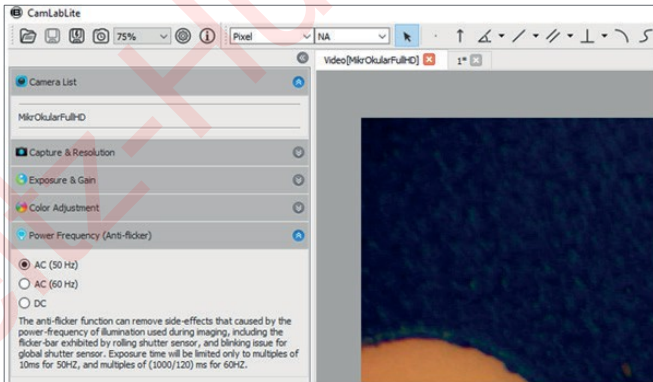 CamLabLite
75% Pixel NA
Video[MikrOkularFullHD] 1*
Camera List
MikrOkularFullHD
Capture & Resolution
Exposure & Gain
Color Adjustment
Power Frequency (Anti-flicker)
AC (50 Hz)
AC (60 Hz)
DC
The anti-flicker function can remove side-effects that caused by the
power-frequency of illumination used during imaging, including the
flicker-bar exhibited by rolling shutter sensor, and blinking issue for
global shutter sensor. Exposure time will be limited only to multiples of
10ms for 50HZ, and multiples of (1000/120) ms for 60HZ.